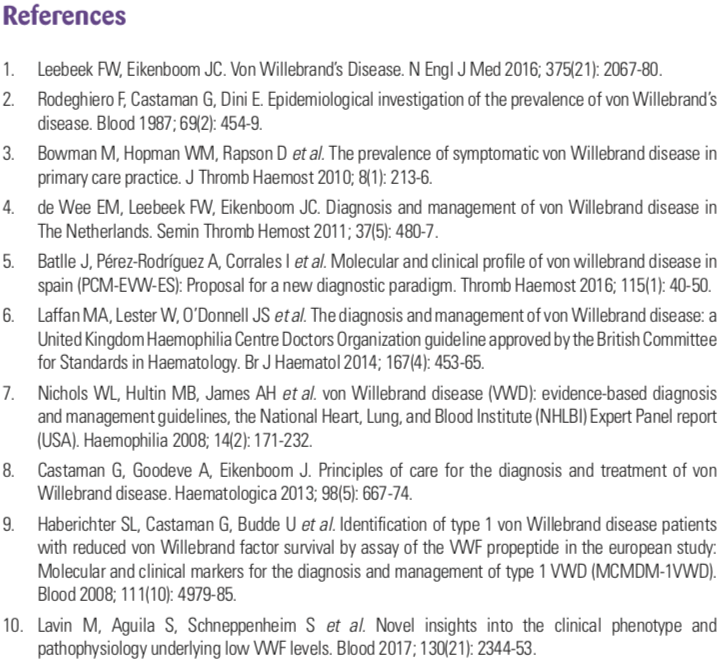 References
1. Leebeek FW, Eikenboom JC. Von Willebrand's Disease. N Engl J Med 2016; 375(21): 2067-80.
2. Rodeghiero F, Castaman G, Dini E. Epidemiological investigation of the prevalence of von Willebrand's
disease. Blood 1987; 69(2): 454-9.
3. Bowman M, Hopman WM, Rapson D et al. The prevalence of symptomatic von Willebrand disease in
primary care practice. J Thromb Haemost 2010; 8(1): 213-6.
4. de Wee EM, Leebeek FW, Eikenboom JC. Diagnosis and management of von Willebrand disease in
The Netherlands. Semin Thromb Hemost 2011; 37(5): 480-7.
5. Batlle J, Pérez-Rodríguez A, Corrales I et al. Molecular and clinical profile of von willebrand disease in
spain (PCM-EVW-ES): Proposal for a new diagnostic paradigm. Thromb Haemost 2016; 115(1): 40-50.
6. Laffan MA, Lester W, O'Donnell JS et al. The diagnosis and management of von Willebrand disease: a
United Kingdom Haemophilia Centre Doctors Organization guideline approved by the British Committee
for Standards in Haematology. Br J Haematol 2014; 167(4): 453-65.
7. Nichols WL, Hultin MB, James AH et al. von Willebrand disease (VWD): evidence-based diagnosis
and management guidelines, the National Heart, Lung, and Blood Institute (NHLBI) Expert Panel report
(USA). Haemophilia 2008; 14(2): 171-232.
8. Castaman G, Goodeve A, Eikenboom J. Principles of care for the diagnosis and treatment of von
Willebrand disease. Haematologica 2013; 98(5): 667-74.
9. Haberichter SL, Castaman G, Budde U et al. Identification of type 1 von Willebrand disease patients
with reduced von Willebrand factor survival by assay of the VWF propeptide in the european study:
Molecular and clinical markers for the diagnosis and management of type 1 VWD (MCMDM-1VWD).
Blood 2008; 111(10): 4979-85.
10. Lavin M, Aguila S, Schneppenheim S et al. Novel insights into the clinical phenotype and
pathophysiology underlying low VWF levels. Blood 2017; 130(21): 2344-53.